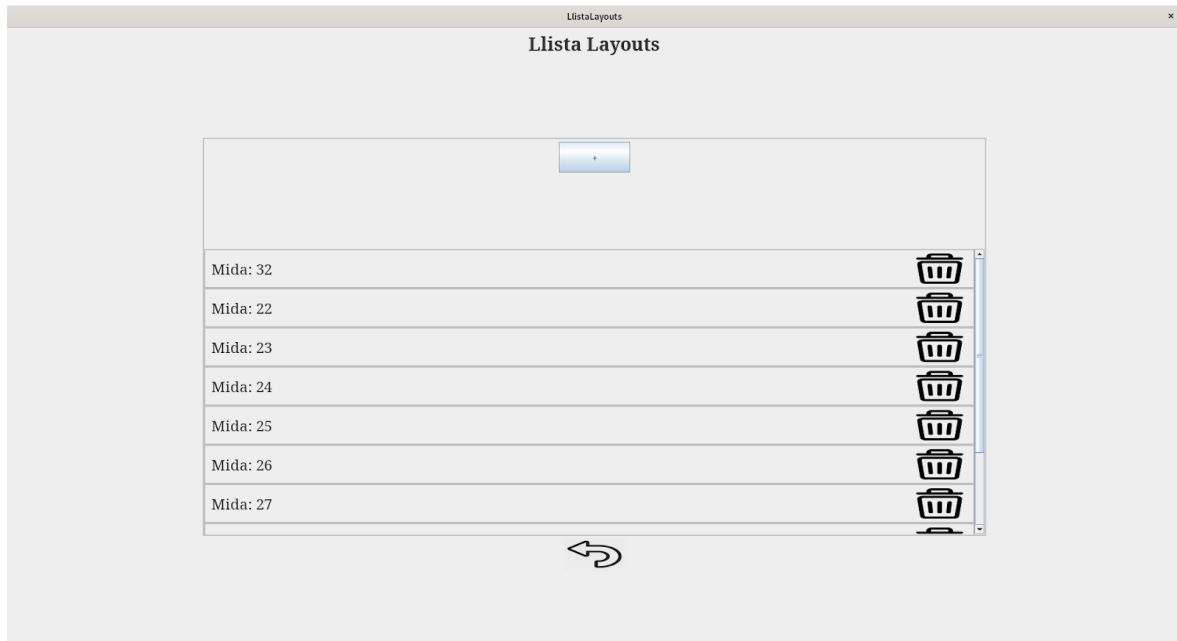 LlistaLayouts
×
Llista Layouts
+
Mida: 32
Mida: 22
Mida: 23
Mida: 24
Mida: 25
Mida: 26
Mida: 27